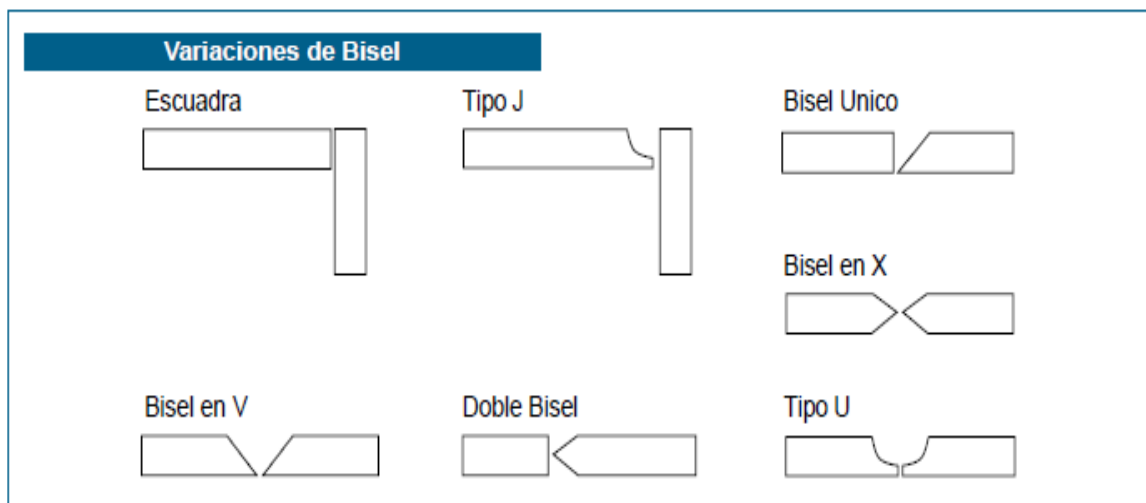 Variaciones de Bisel
Escuadra
Tipo J
Bisel Unico
Bisel en X
Bisel en V
Doble Bisel
Tipo U